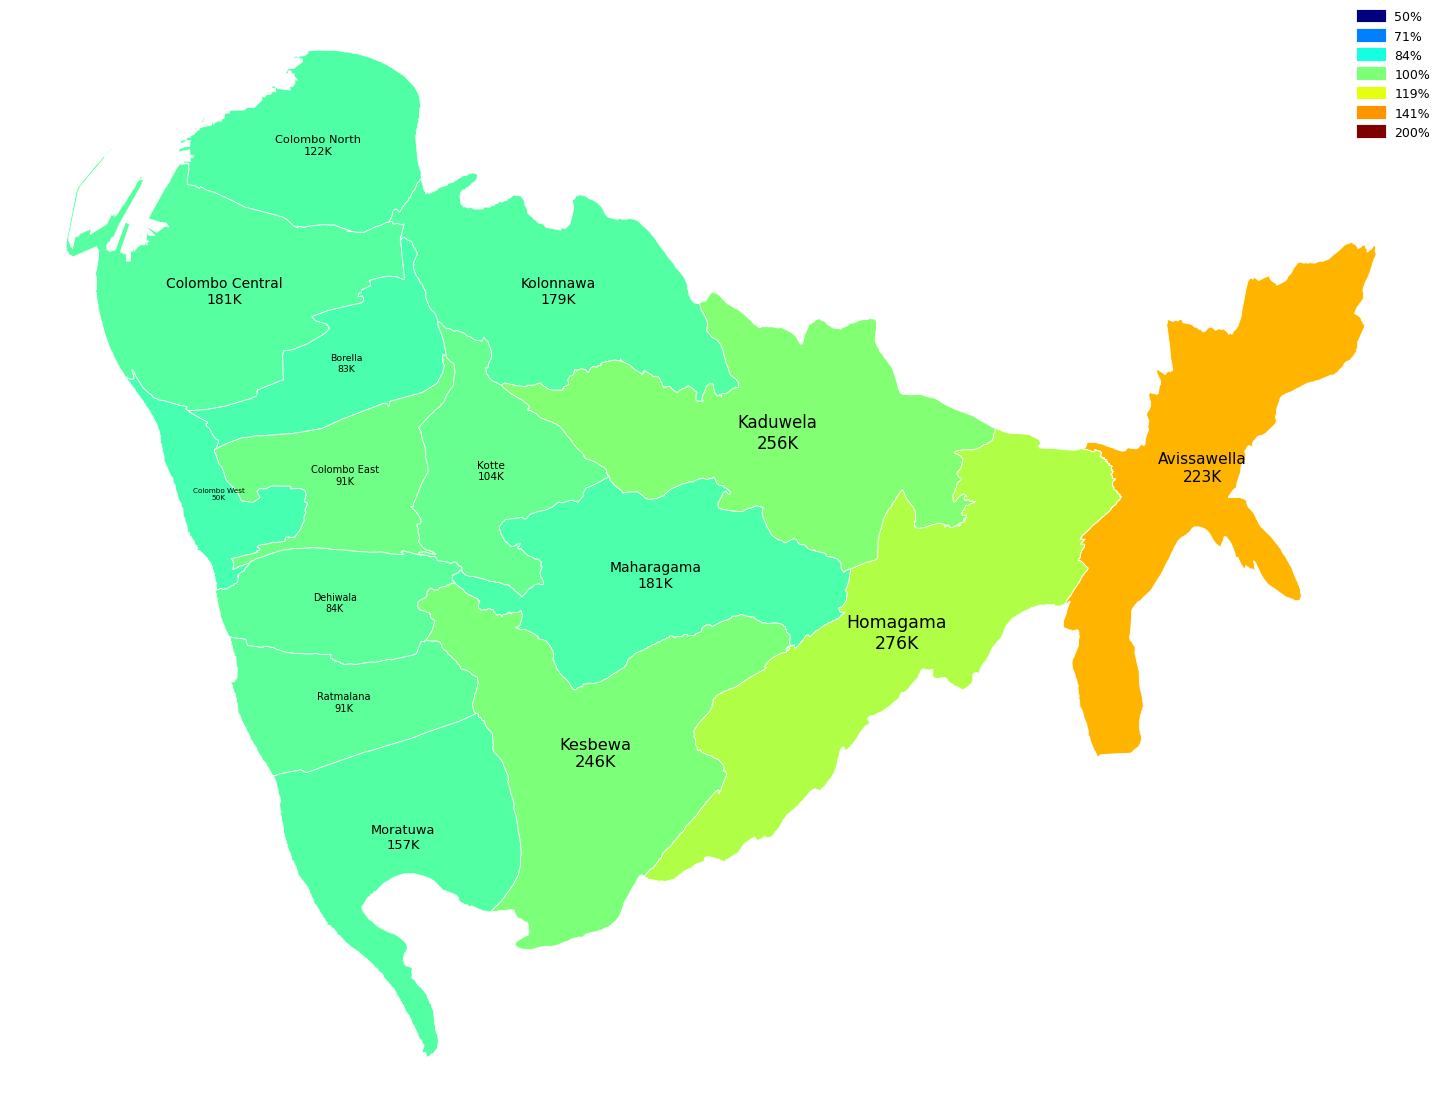 50%
71%
84%
100%
119%
141%
200%
Colombo North
122K
Colombo Central
181K
Kolonnawa
179K
Borella
83K
Kaduwela
256K
Avissawella
223K
Colombo East
91K
Kotte
104K
Colombo West
50K
Maharagama
181K
Dehiwala
84K
Homagama
276K
Ratmalana
91K
Kesbewa
246K
Moratuwa
157K